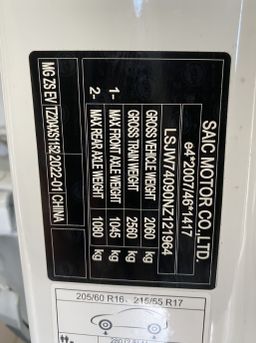 SAIC MOTOR CO.,LTD.
e4*2007/46*1417
LSJW74090NZ121964
GROSS VEHICLE WEIGHT 2060 kg
GROSS TRAIN WEIGHT 2560 kg
1- MAX FRONT AXLE WEIGHT 1045 kg
2- MAX REAR AXLE WEIGHT 1080 kg
MG ZS EV 1TZ204XS1152 2022-01 CHINA
205/60 R16、215/55 R17